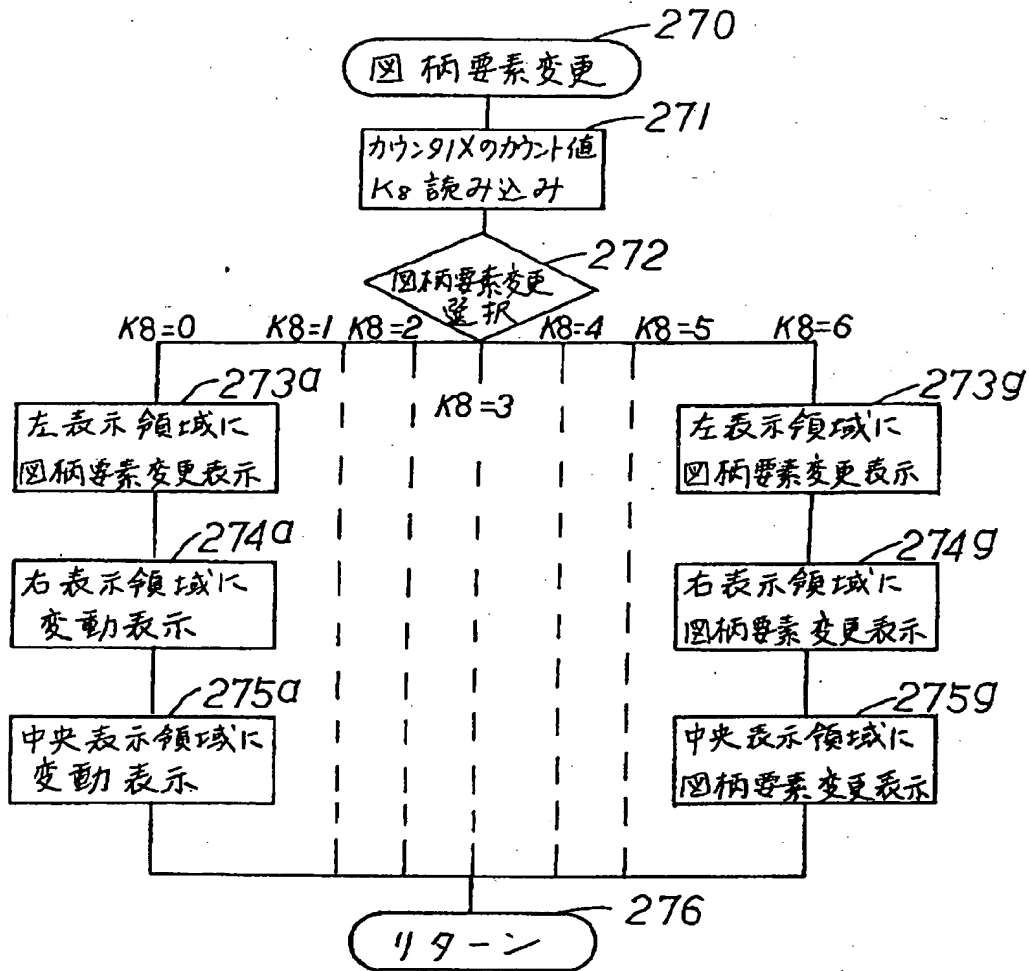 270
図柄要素変更
271
カウンタIXのカウント値
K8 読み込み
272
図柄要素変更
選択
K8=0 K8=1 K8=2 K8=4 K8=5 K8=6
K8=3
273a
左表示領域に
図柄要素変更表示
273g
左表示領域に
図柄要素変更表示
274a
右表示領域に
変動表示
274g
右表示領域に
図柄要素変更表示
275a
中央表示領域に
変動表示
275g
中央表示領域に
図柄要素変更表示
276
リターン